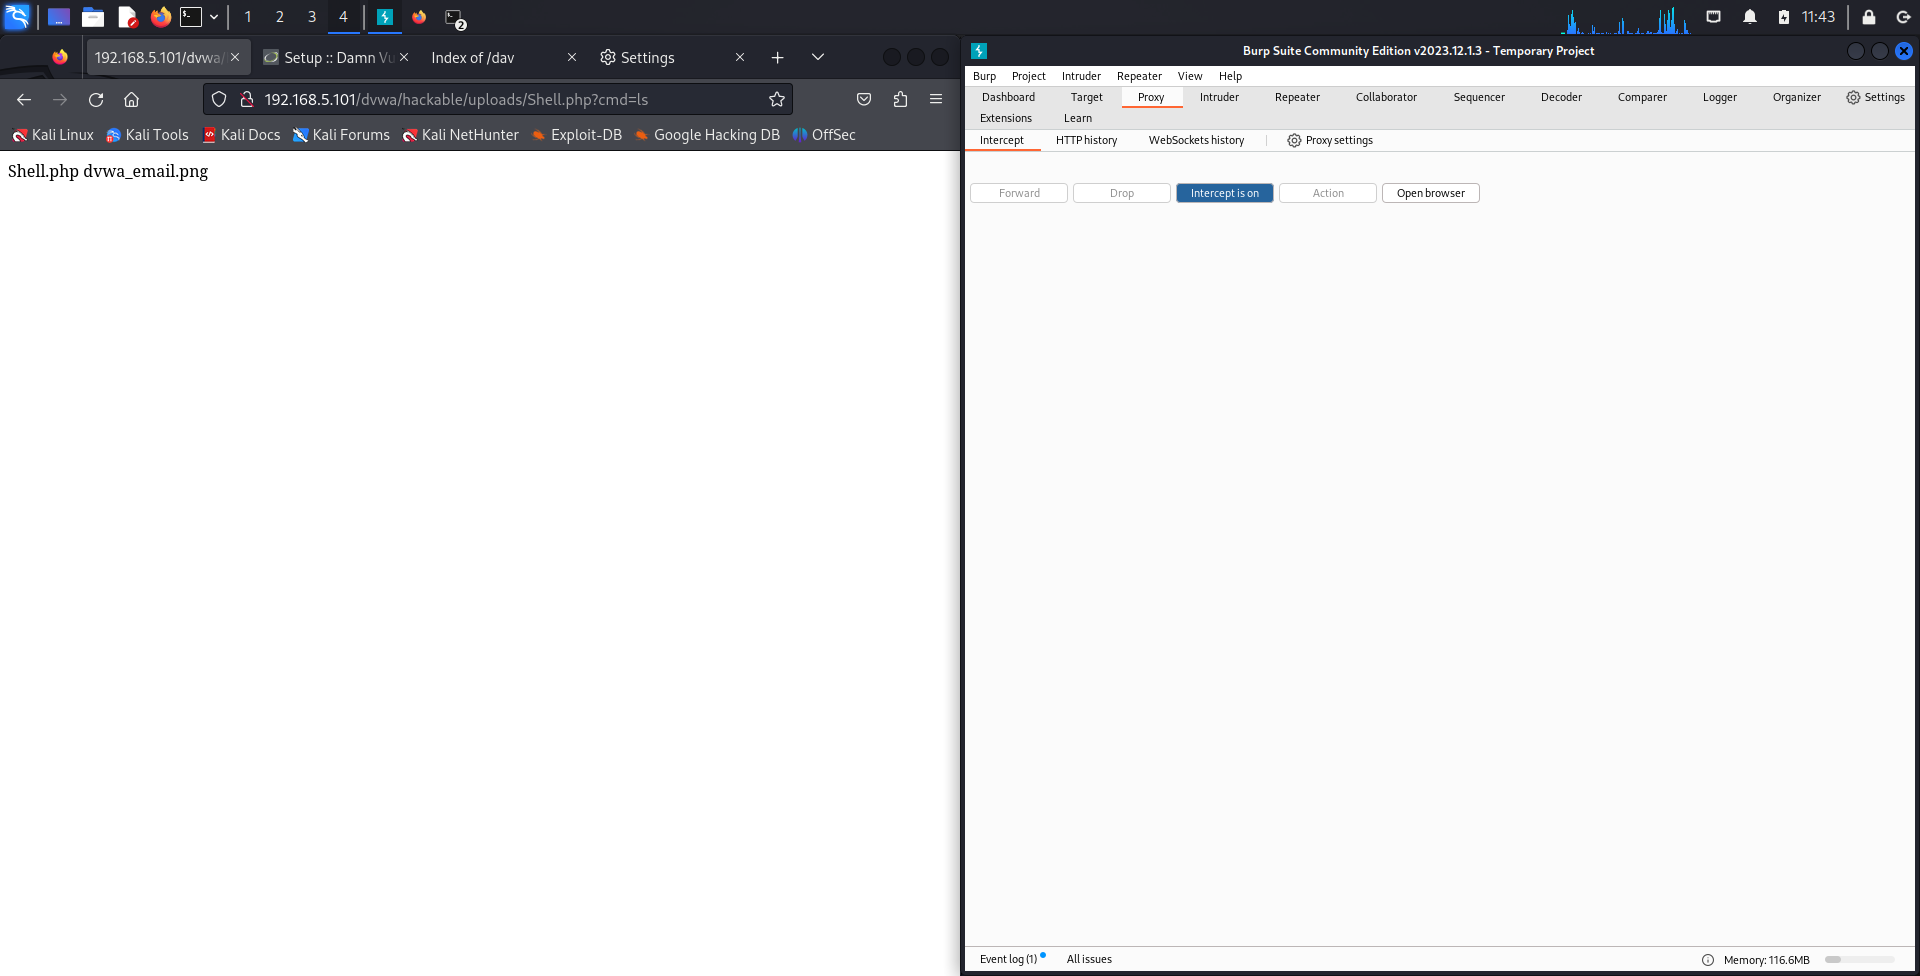 1 2 3 4 2 11:43
192.168.5.101/dvwa/ Setup :: Damn Vu Index of /dav Settings
192.168.5.101/dvwa/hackable/uploads/Shell.php?cmd=ls
Kali Linux Kali Tools Kali Docs Kali Forums Kali NetHunter Exploit-DB Google Hacking DB OffSec
Shell.php dvwa_email.png
Burp Suite Community Edition v2023.12.1.3 - Temporary Project
Burp Project Intruder Repeater View Help
Dashboard Target Proxy Intruder Repeater Collaborator Sequencer Decoder Comparer Logger Organizer Settings
Extensions Learn
Intercept HTTP history WebSockets history Proxy settings
Forward Drop Intercept is on Action Open browser
Event log (1) All issues Memory: 116.6MB